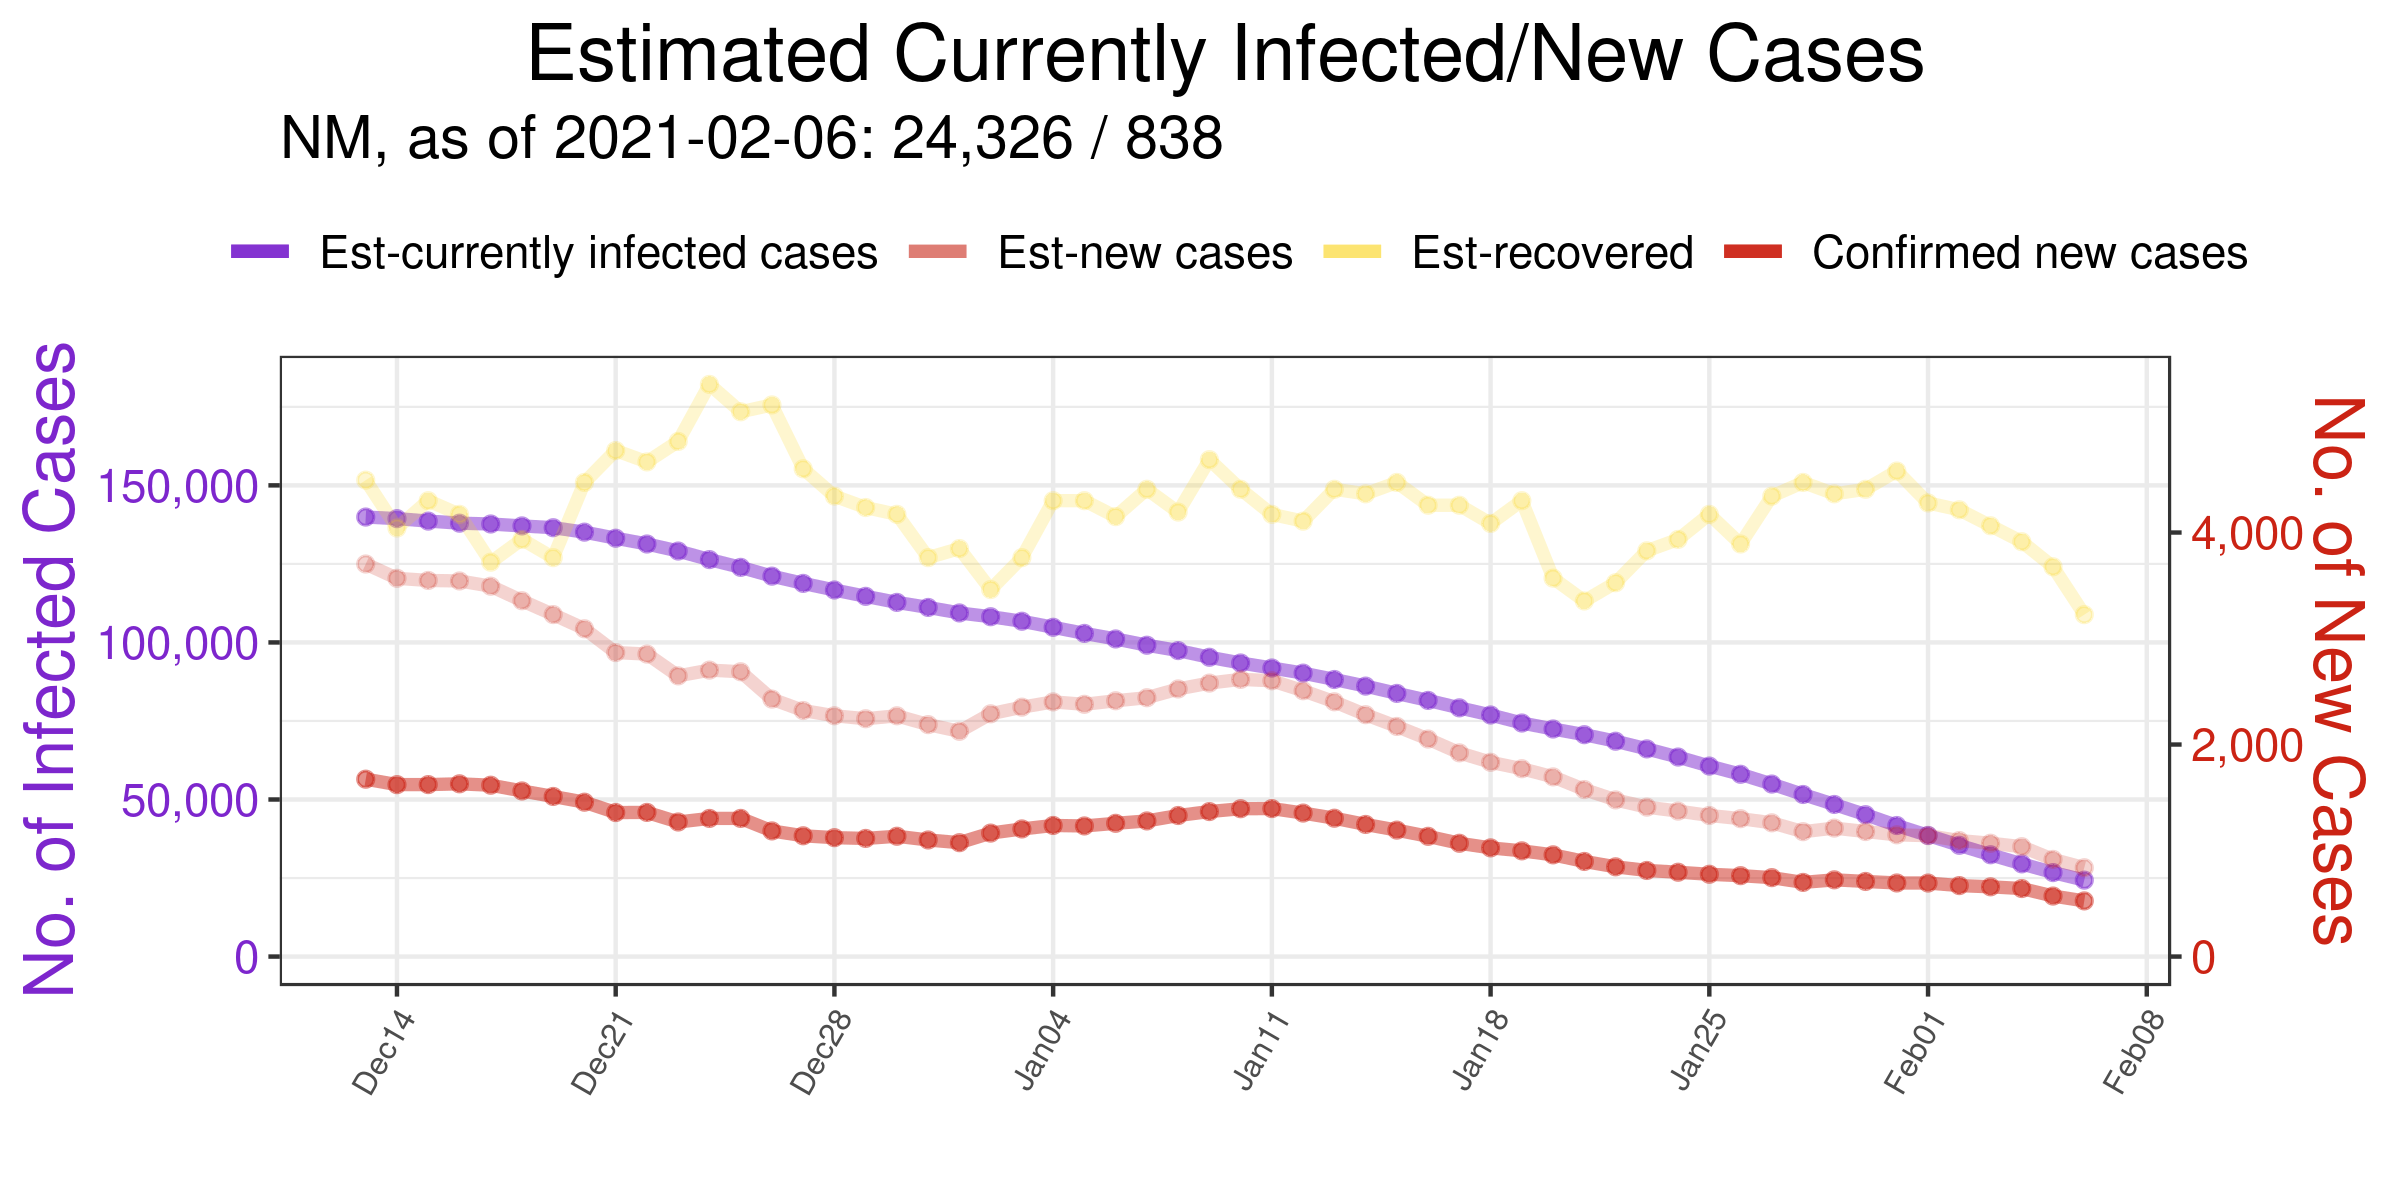 Estimated Currently Infected/New Cases
NM, as of 2021-02-06: 24,326 / 838
Est-currently infected cases Est-new cases Est-recovered Confirmed new cases
No. of Infected Cases
150,000
100,000
50,000
0
4,000
2,000
0
No. of New Cases
Dec14 Dec21 Dec28 Jan04 Jan11 Jan18 Jan25 Feb01 Feb08